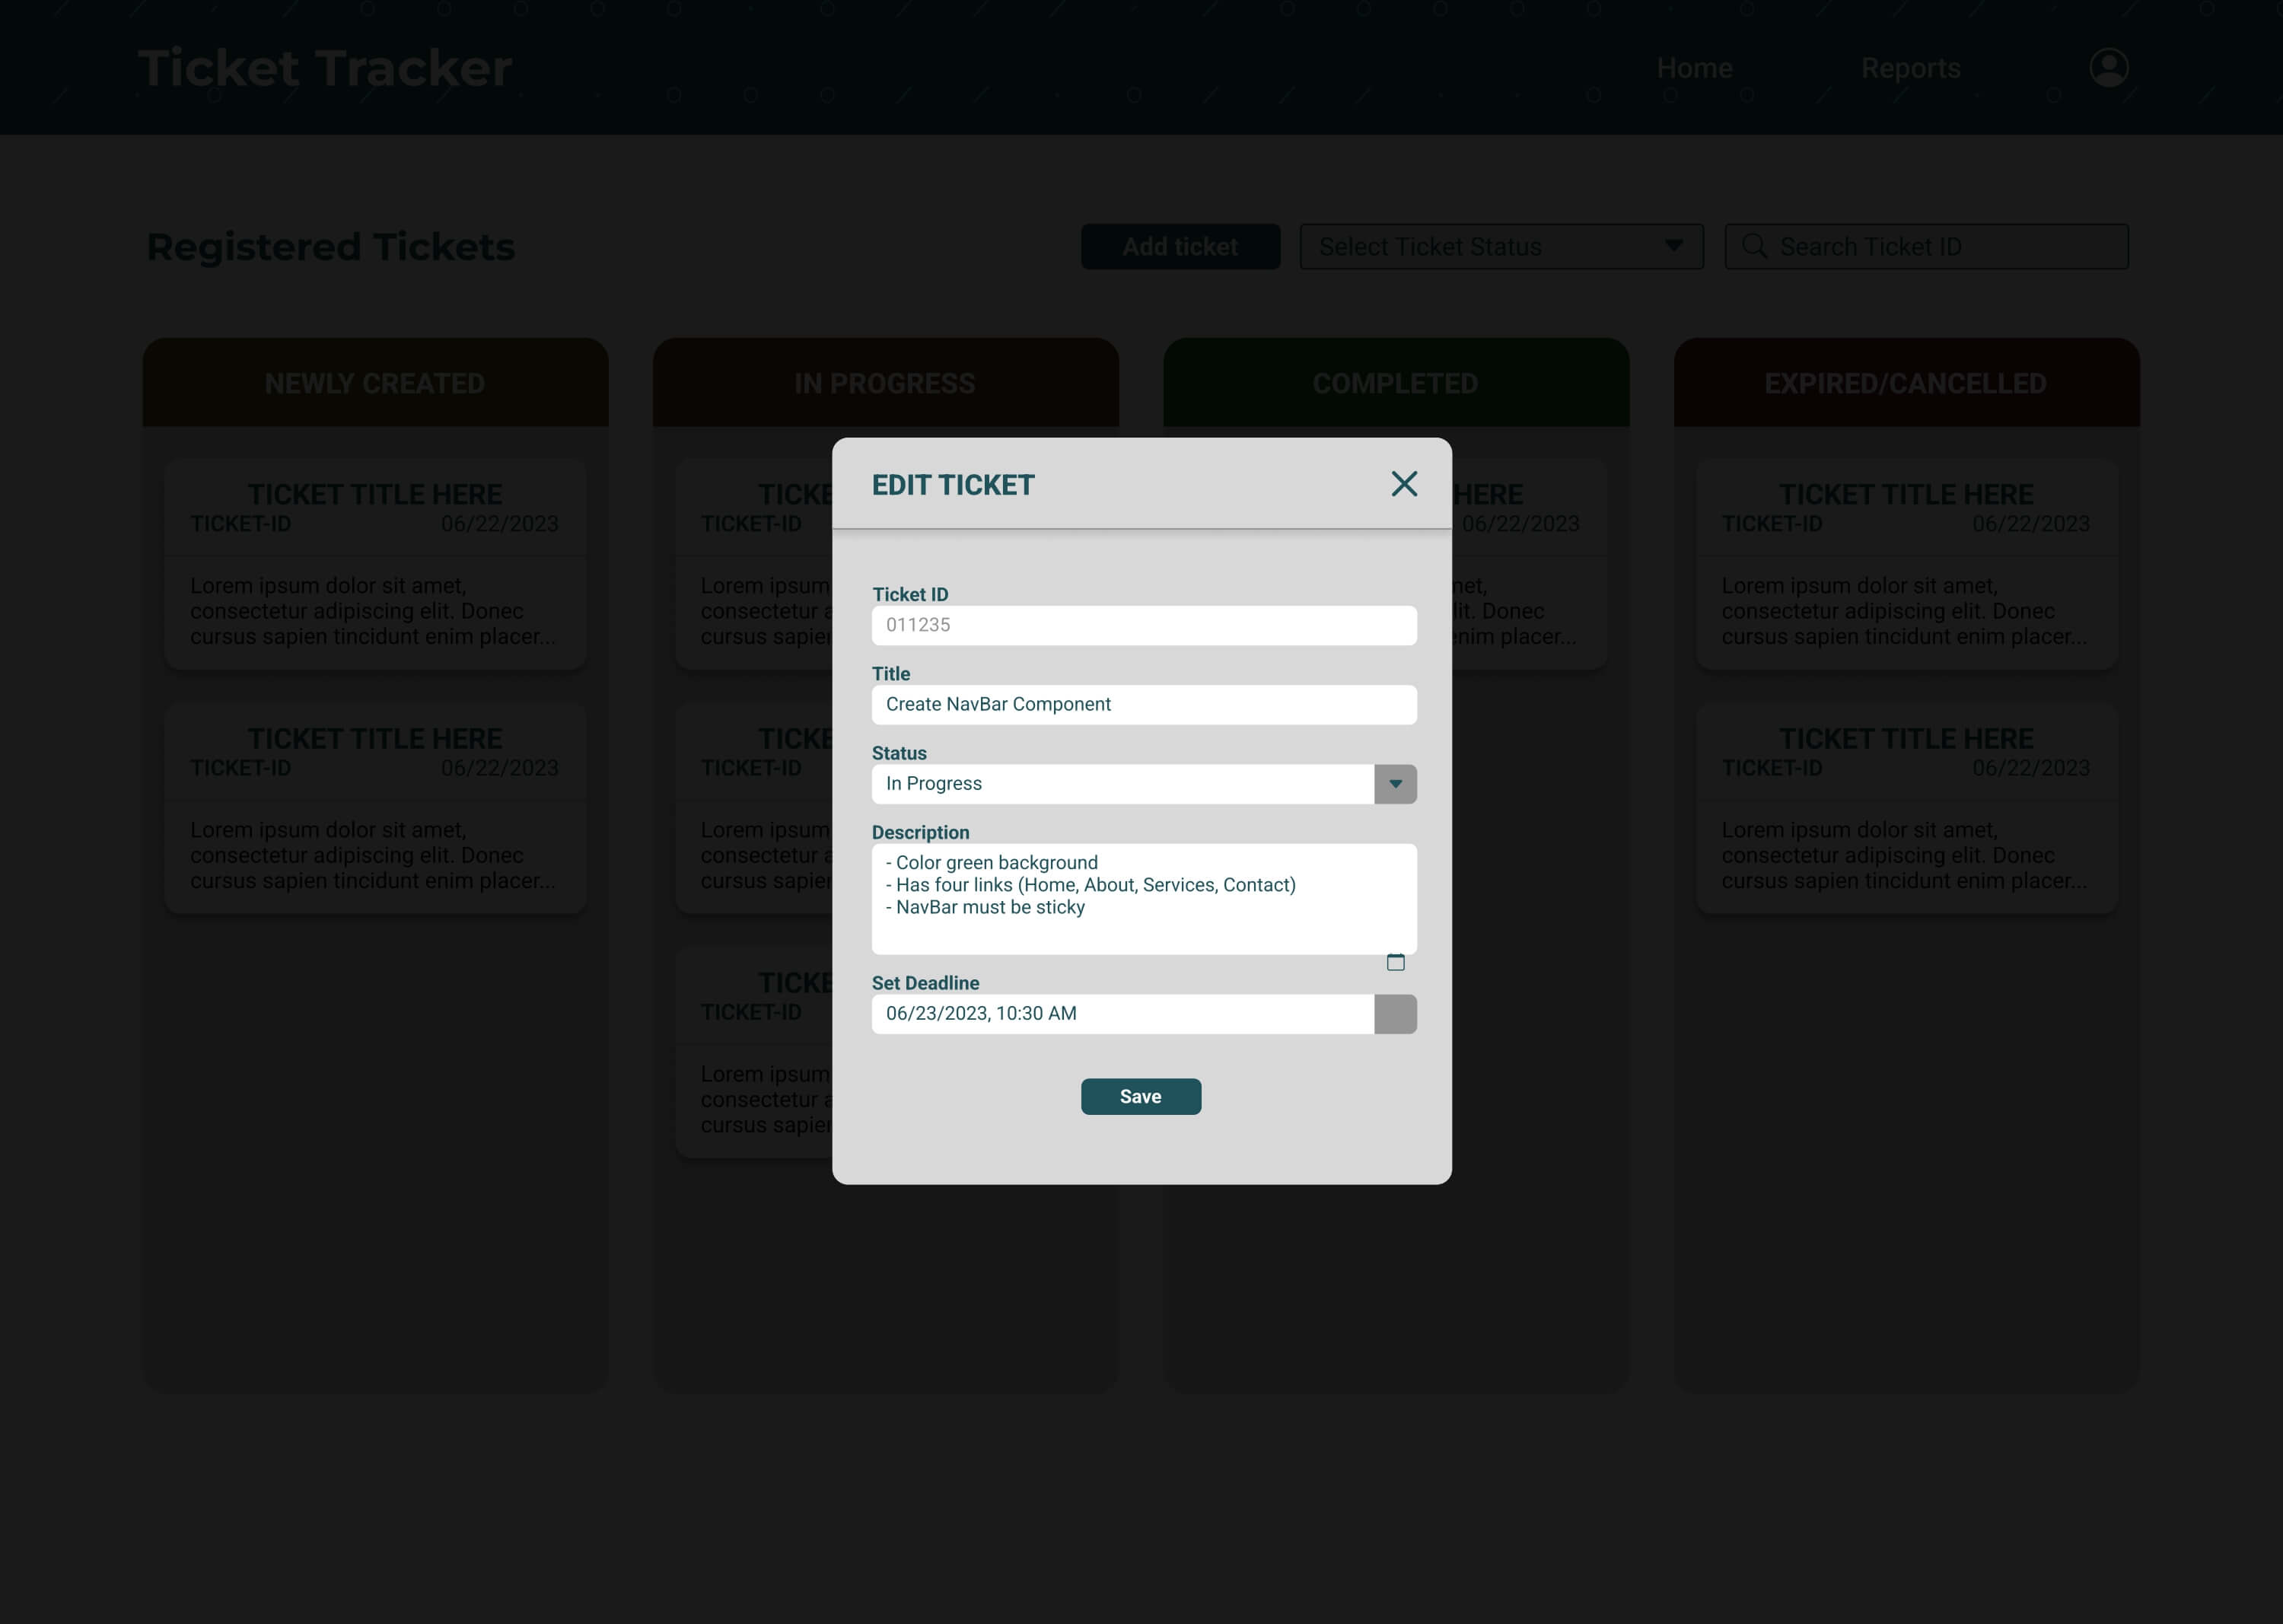 Ticket Tracker
Home
Reports
Registered Tickets
Add ticket
Select Ticket Status
Search Ticket ID
NEWLY CREATED
TICKET TITLE HERE
TICKET-ID 06/22/2023
Lorem ipsum dolor sit amet,
consectetur adipiscing elit. Donec
cursus sapien tincidunt enim placer...
TICKET TITLE HERE
TICKET-ID 06/22/2023
Lorem ipsum dolor sit amet,
consectetur adipiscing elit. Donec
cursus sapien tincidunt enim placer...
IN PROGRESS
TICKE
TICKET-ID
Lorem ipsum
consectetur a
cursus sapien
TICKE
TICKET-ID
Lorem ipsum
consectetur a
cursus sapien
TICKE
TICKET-ID
Lorem ipsum
consectetur a
cursus sapien
COMPLETED
HERE
06/22/2023
net,
lit. Donec
enim placer...
EXPIRED/CANCELLED
TICKET TITLE HERE
TICKET-ID 06/22/2023
Lorem ipsum dolor sit amet,
consectetur adipiscing elit. Donec
cursus sapien tincidunt enim placer...
TICKET TITLE HERE
TICKET-ID 06/22/2023
Lorem ipsum dolor sit amet,
consectetur adipiscing elit. Donec
cursus sapien tincidunt enim placer...
EDIT TICKET
Ticket ID
011235
Title
Create NavBar Component
Status
In Progress
Description
- Color green background
- Has four links (Home, About, Services, Contact)
- NavBar must be sticky
Set Deadline
06/23/2023, 10:30 AM
Save